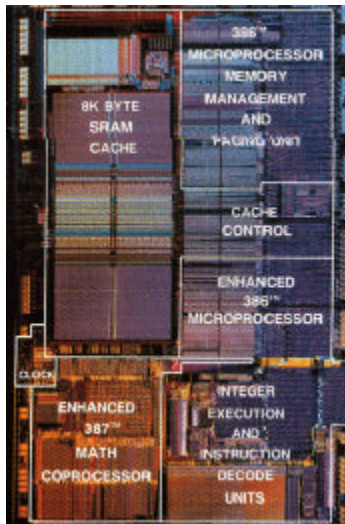 386™
MICROPROCESSOR
MEMORY
MANAGEMENT
AND
PAGING UNIT
8K BYTE
SRAM
CACHE
CACHE
CONTROL
ENHANCED
386™
MICROPROCESSOR
CLOCK
ENHANCED
387™
MATH
COPROCESSOR
INTEGER
EXECUTION
AND
INSTRUCTION
DECODE
UNITS